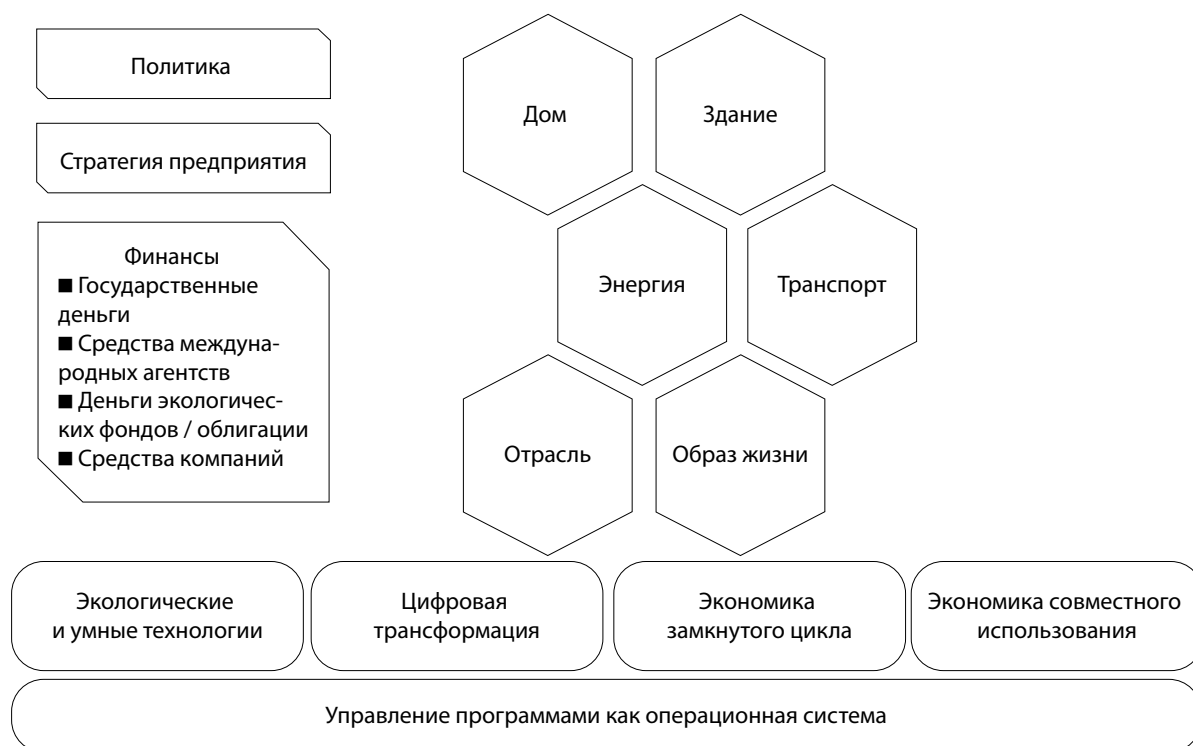 Политика
Стратегия предприятия
Финансы
■ Государственные
деньги
■ Средства междуна-
родных агентств
■ Деньги экологичес-
ких фондов / облигации
■ Средства компаний
Дом
Здание
Энергия
Транспорт
Отрасль
Образ жизни
Экологические
и умные технологии
Цифровая
трансформация
Экономика
замкнутого цикла
Экономика совместного
использования
Управление программами как операционная система